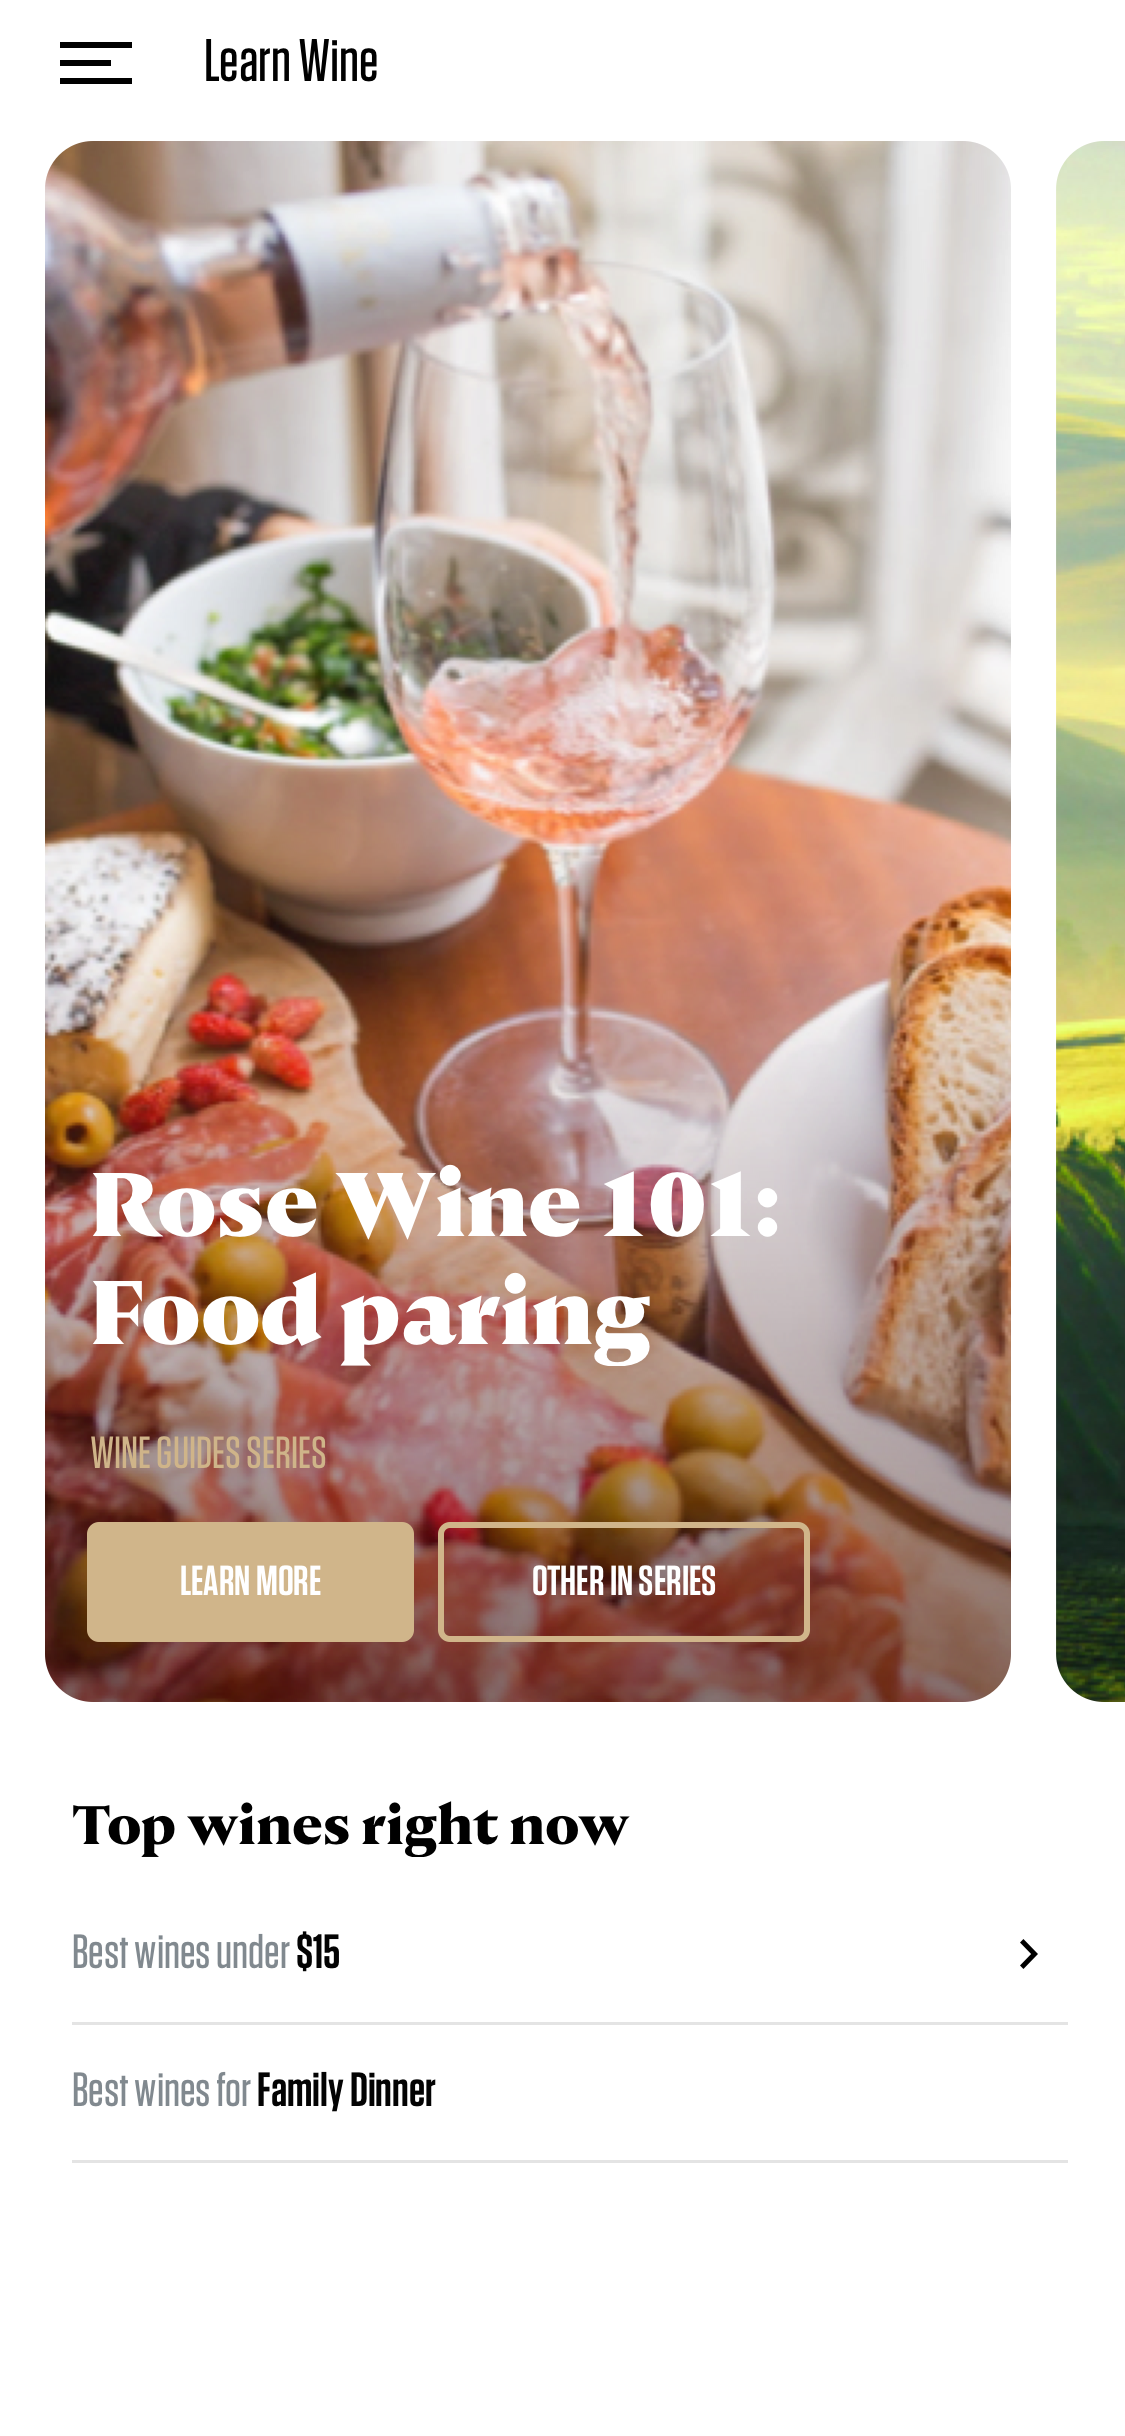 Learn Wine
Rose Wine 101:
Food paring
WINE GUIDES SERIES
LEARN MORE
OTHER IN SERIES
Top wines right now
Best wines under $15
Best wines for Family Dinner